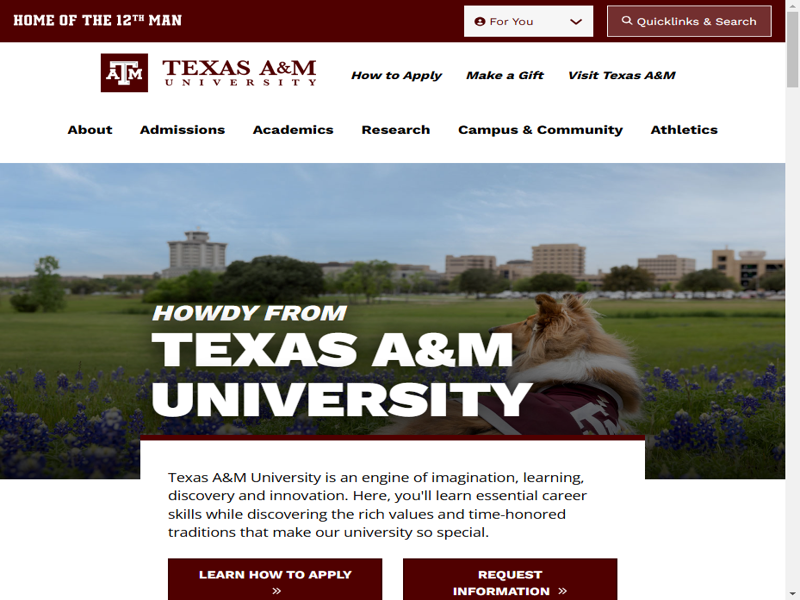 HOME OF THE 12TH MAN
For You
Quicklinks & Search
ATM
TEXAS A&M
UNIVERSITY
How to Apply
Make a Gift
Visit Texas A&M
About
Admissions
Academics
Research
Campus & Community
Athletics
HOWDY FROM
TEXAS A&M
UNIVERSITY
Texas A&M University is an engine of imagination, learning,
discovery and innovation. Here, you'll learn essential career
skills while discovering the rich values and time-honored
traditions that make our university so special.
LEARN HOW TO APPLY
»
REQUEST
INFORMATION »